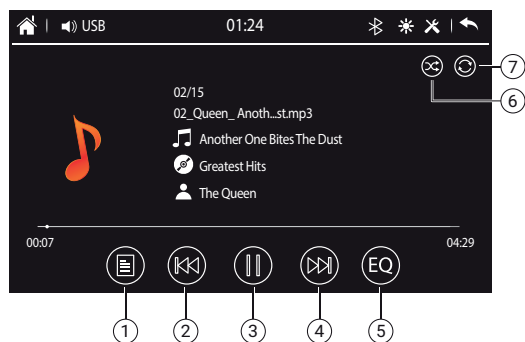 USB 01:24
7
6
02/15
02_Queen_ Anoth...st.mp3
Another One Bites The Dust
Greatest Hits
The Queen
00:07 04:29
EQ
1 2 3 4 5